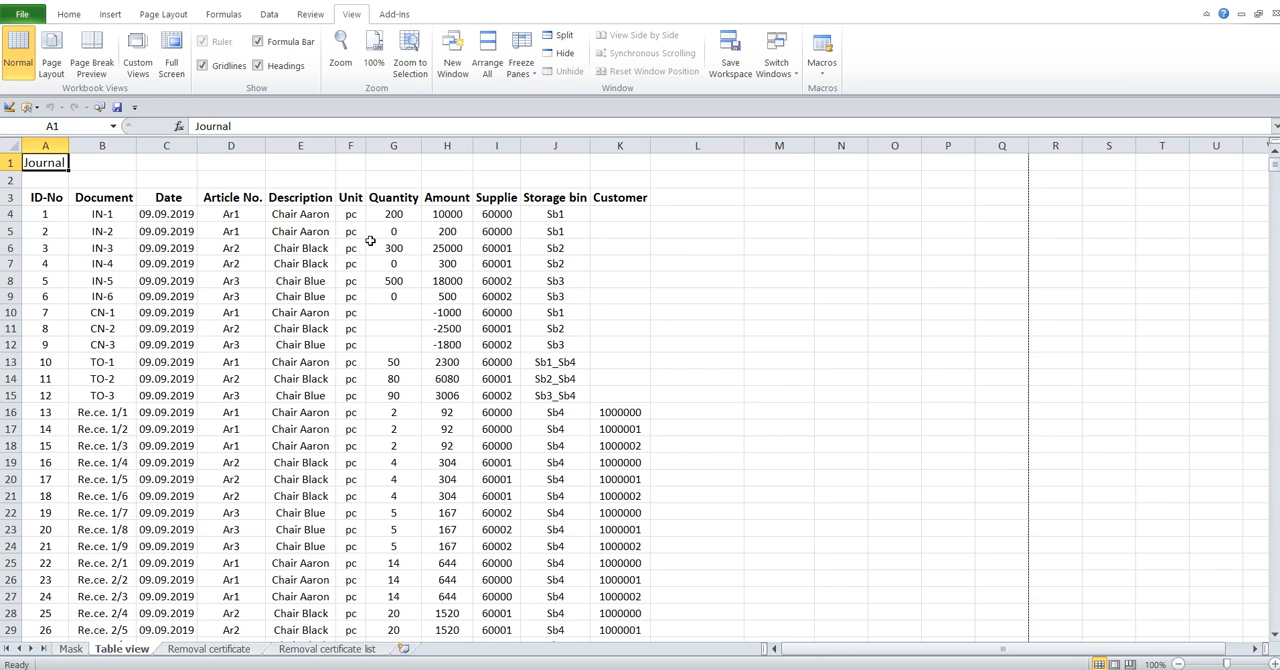 File Home Insert Page Layout Formulas Data Review View Add-Ins
Normal Page Layout Page Break Preview Custom Views Full Screen
Ruler Formula Bar
Gridlines Headings
Zoom 100% Zoom to Selection
New Window Arrange All Freeze Panes Split Hide Unhide
View Side by Side
Synchronous Scrolling
Reset Window Position
Save Workspace Switch Windows Macros
Workbook Views Show Zoom Window Macros
A1 fx Journal
A B C D E F G H I J K L M N O P Q R S T U
1 Journal
2
3 ID-No Document Date Article No. Description Unit Quantity Amount Supplie Storage bin Customer
4 1 IN-1 09.09.2019 Ar1 Chair Aaron pc 200 10000 60000 Sb1
5 2 IN-2 09.09.2019 Ar1 Chair Aaron pc 0 200 60000 Sb1
6 3 IN-3 09.09.2019 Ar2 Chair Black pc 300 25000 60001 Sb2
7 4 IN-4 09.09.2019 Ar2 Chair Black pc 0 300 60001 Sb2
8 5 IN-5 09.09.2019 Ar3 Chair Blue pc 500 18000 60002 Sb3
9 6 IN-6 09.09.2019 Ar3 Chair Blue pc 0 500 60002 Sb3
10 7 CN-1 09.09.2019 Ar1 Chair Aaron pc -1000 60000 Sb1
11 8 CN-2 09.09.2019 Ar2 Chair Black pc -2500 60001 Sb2
12 9 CN-3 09.09.2019 Ar3 Chair Blue pc -1800 60002 Sb3
13 10 TO-1 09.09.2019 Ar1 Chair Aaron pc 50 2300 60000 Sb1_Sb4
14 11 TO-2 09.09.2019 Ar2 Chair Black pc 80 6080 60001 Sb2_Sb4
15 12 TO-3 09.09.2019 Ar3 Chair Blue pc 90 3006 60002 Sb3_Sb4
16 13 Re.ce. 1/1 09.09.2019 Ar1 Chair Aaron pc 2 92 60000 Sb4 1000000
17 14 Re.ce. 1/2 09.09.2019 Ar1 Chair Aaron pc 2 92 60000 Sb4 1000001
18 15 Re.ce. 1/3 09.09.2019 Ar1 Chair Aaron pc 2 92 60000 Sb4 1000002
19 16 Re.ce. 1/4 09.09.2019 Ar2 Chair Black pc 4 304 60001 Sb4 1000000
20 17 Re.ce. 1/5 09.09.2019 Ar2 Chair Black pc 4 304 60001 Sb4 1000001
21 18 Re.ce. 1/6 09.09.2019 Ar2 Chair Black pc 4 304 60001 Sb4 1000002
22 19 Re.ce. 1/7 09.09.2019 Ar3 Chair Blue pc 5 167 60002 Sb4 1000000
23 20 Re.ce. 1/8 09.09.2019 Ar3 Chair Blue pc 5 167 60002 Sb4 1000001
24 21 Re.ce. 1/9 09.09.2019 Ar3 Chair Blue pc 5 167 60002 Sb4 1000002
25 22 Re.ce. 2/1 09.09.2019 Ar1 Chair Aaron pc 14 644 60000 Sb4 1000000
26 23 Re.ce. 2/2 09.09.2019 Ar1 Chair Aaron pc 14 644 60000 Sb4 1000001
27 24 Re.ce. 2/3 09.09.2019 Ar1 Chair Aaron pc 14 644 60000 Sb4 1000002
28 25 Re.ce. 2/4 09.09.2019 Ar2 Chair Black pc 20 1520 60001 Sb4 1000000
29 26 Re.ce. 2/5 09.09.2019 Ar2 Chair Black pc 20 1520 60001 Sb4 1000001
Mask Table view Removal certificate Removal certificate list
Ready 100%